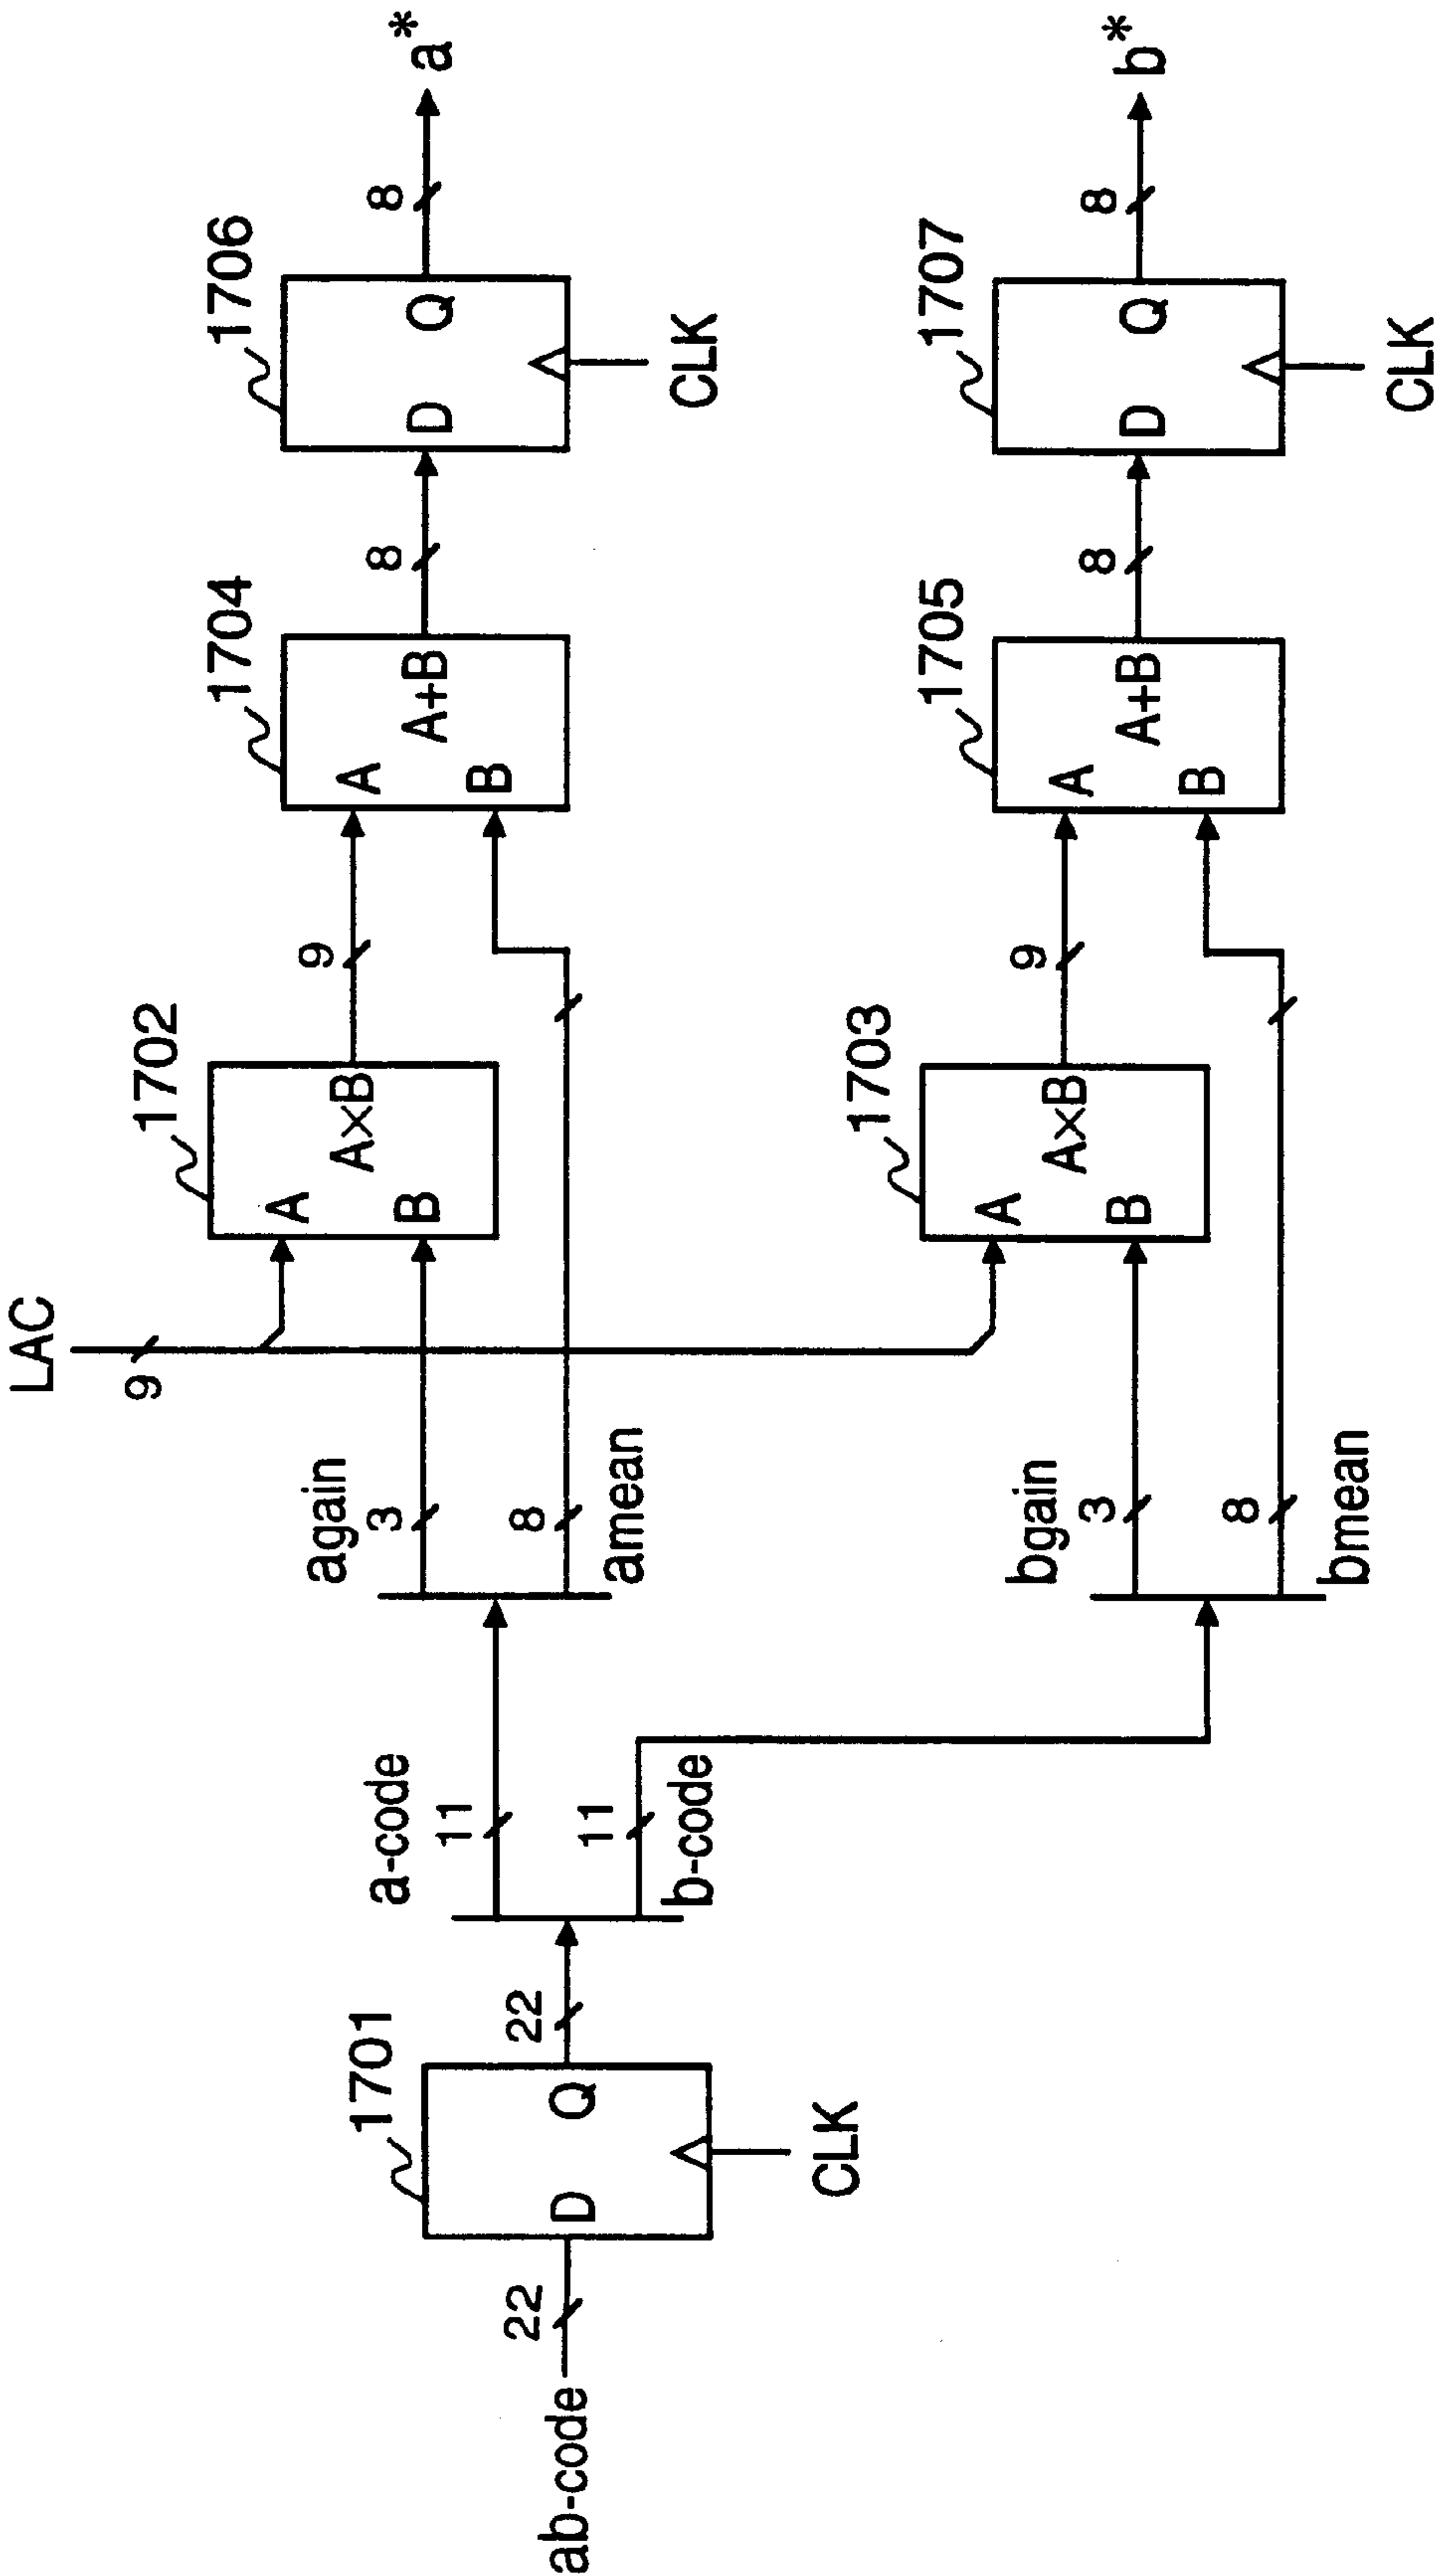 LAC
9
ab-code
22
1701
D
Q
CLK
22
a-code
11
11
b-code
again
3
8
amean
1702
A
B
A×B
9
1704
A
B
A+B
8
1706
D
Q
CLK
8
a*
bgain
3
8
bmean
1703
A
B
A×B
9
1705
A
B
A+B
8
1707
D
Q
CLK
8
b*